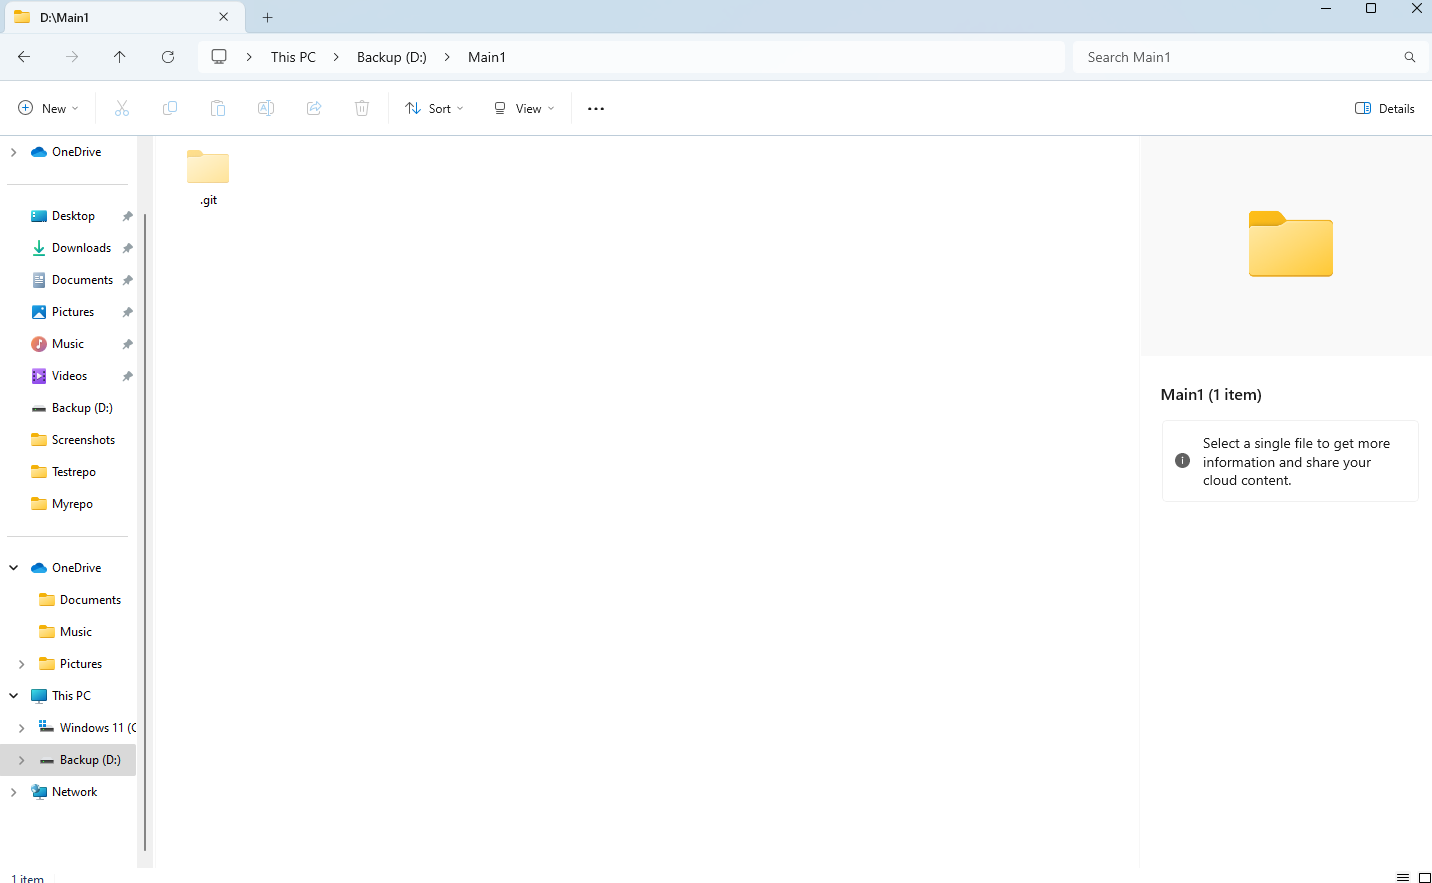 D:\Main1
This PC
Backup (D:)
Main1
Search Main1
New
Sort
View
Details
OneDrive
Desktop
Downloads
Documents
Pictures
Music
Videos
Backup (D:)
Screenshots
Testrepo
Myrepo
OneDrive
Documents
Music
Pictures
This PC
Windows 11 (C
Backup (D:)
Network
.git
Main1 (1 item)
Select a single file to get more
information and share your
cloud content.
1 item